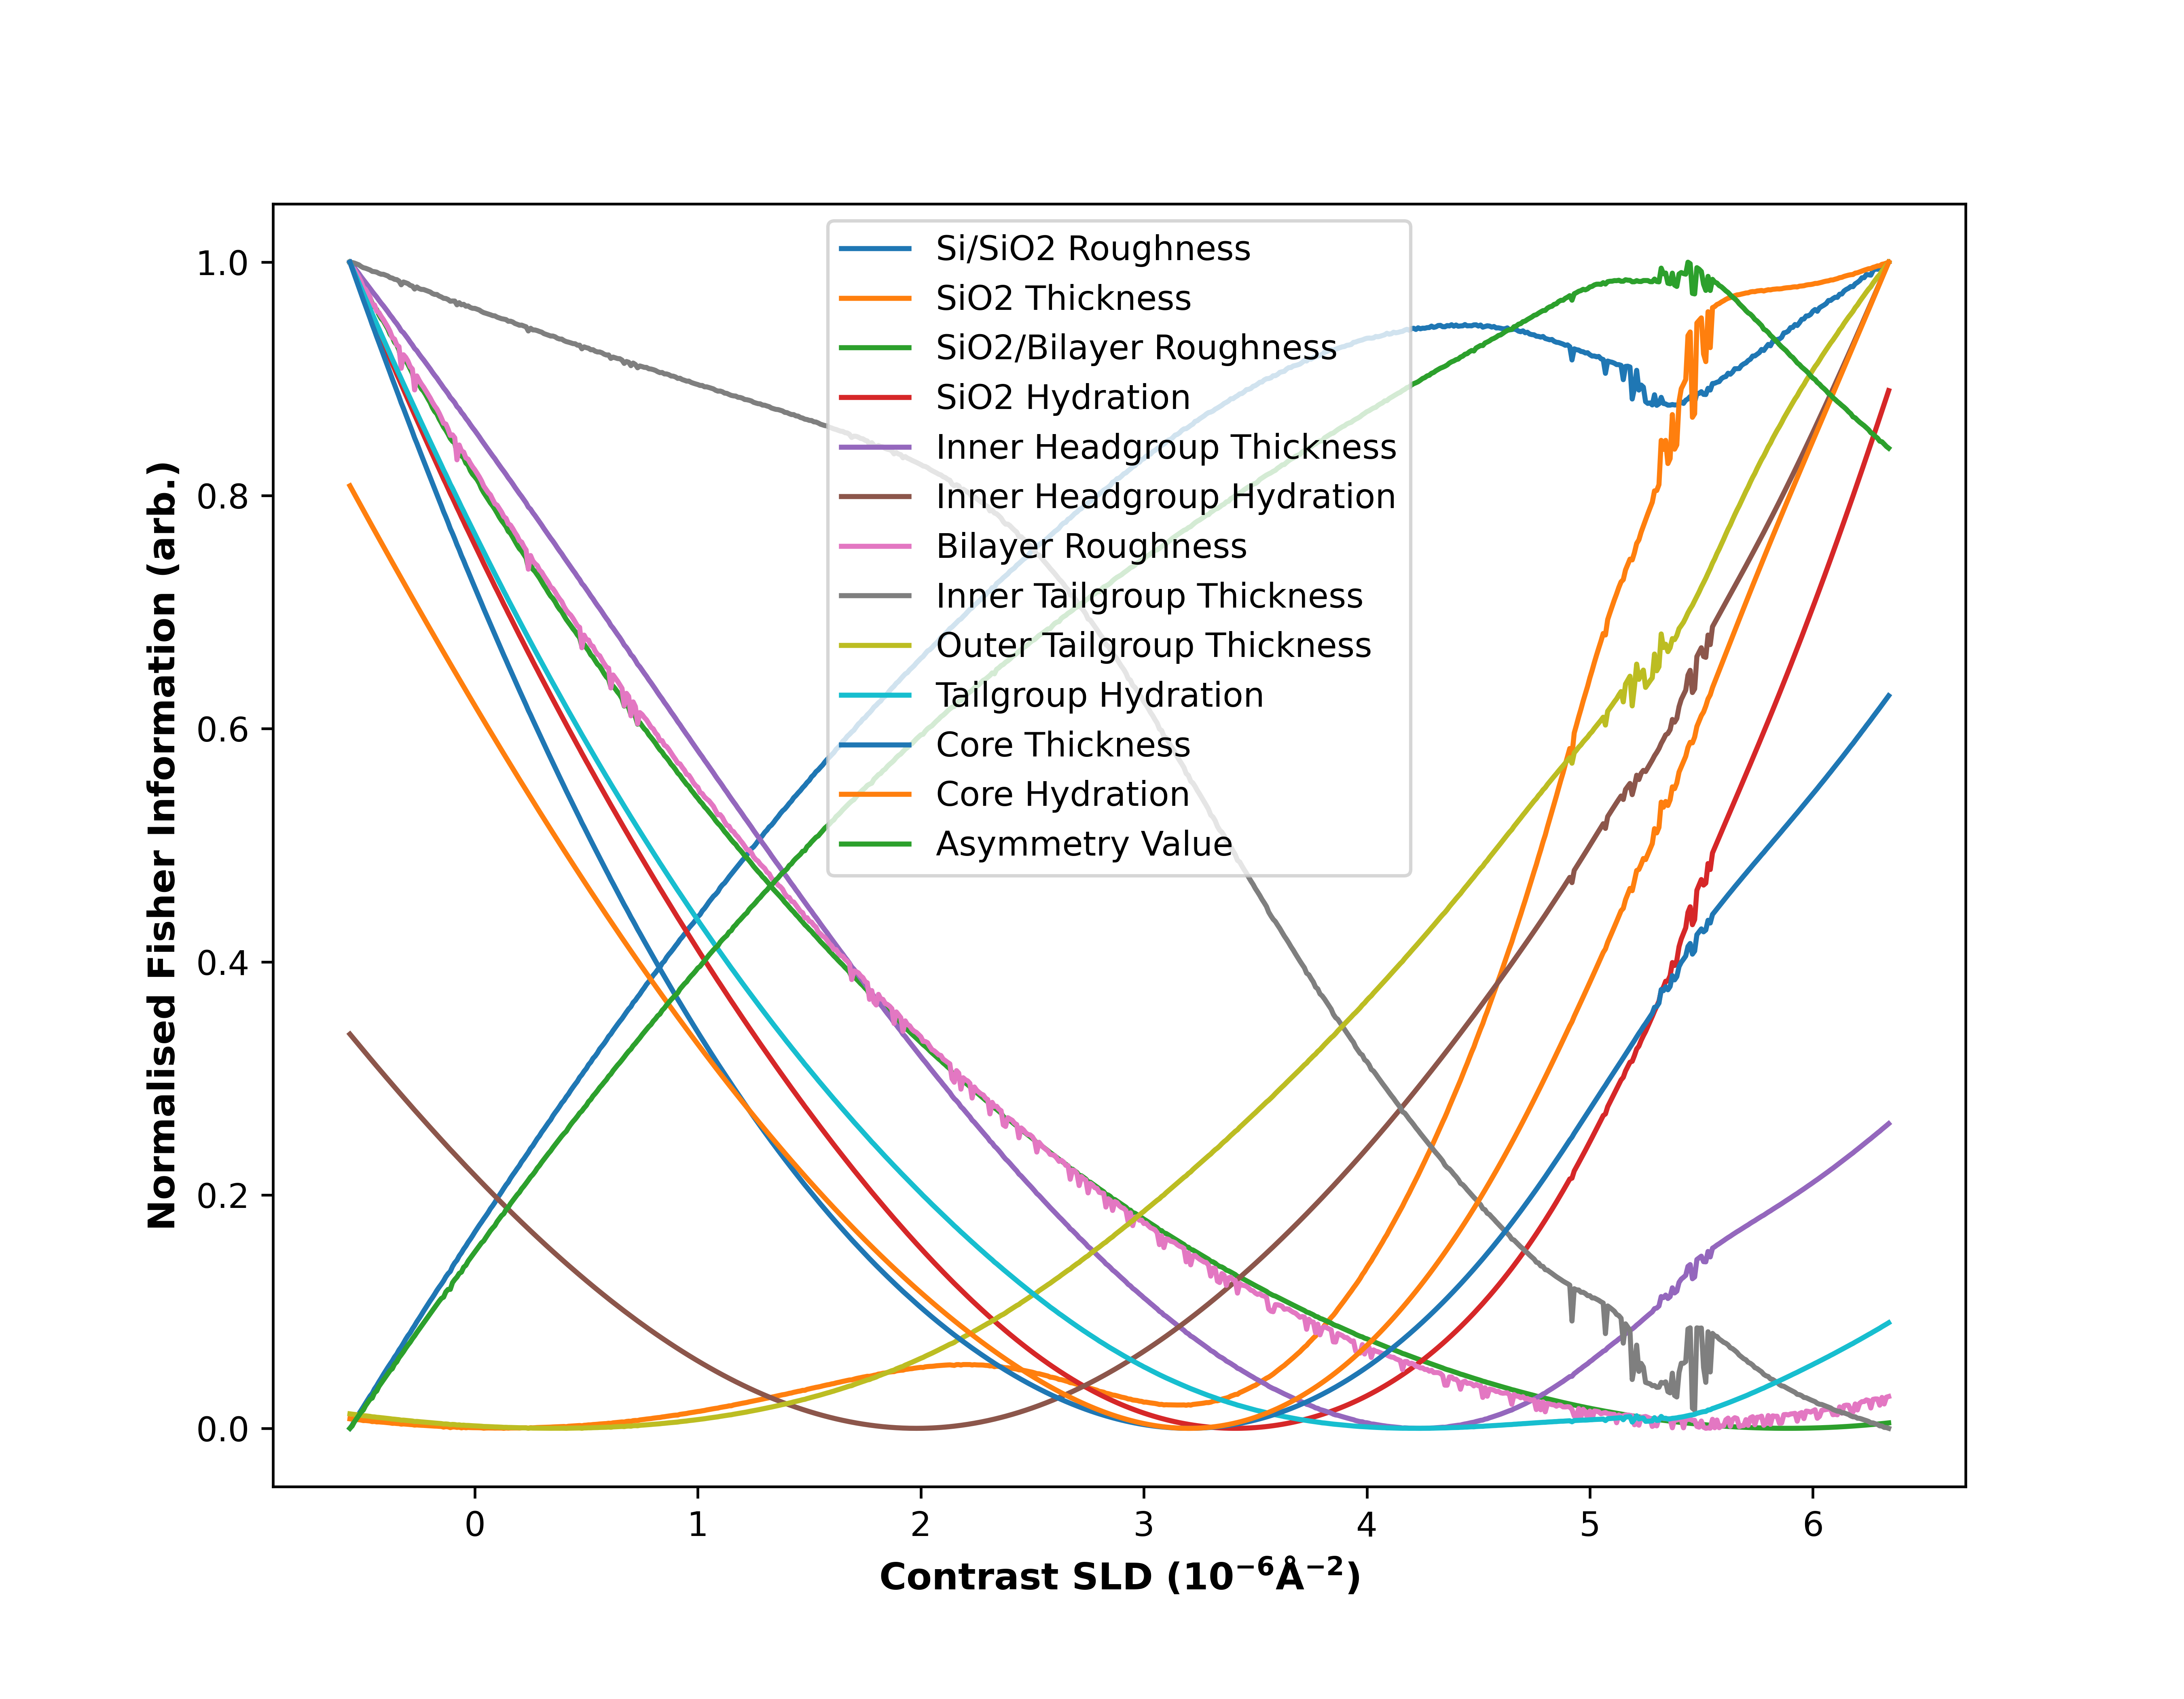 1.0
0.8
0.6
0.4
0.2
0.0
Normalised Fisher Information (arb.)
Si/SiO2 Roughness
SiO2 Thickness
SiO2/Bilayer Roughness
SiO2 Hydration
Inner Headgroup Thickness
Inner Headgroup Hydration
Bilayer Roughness
Inner Tailgroup Thickness
Outer Tailgroup Thickness
Tailgroup Hydration
Core Thickness
Core Hydration
Asymmetry Value
0 1 2 3 4 5 6
Contrast SLD (10⁻⁶Å⁻²)